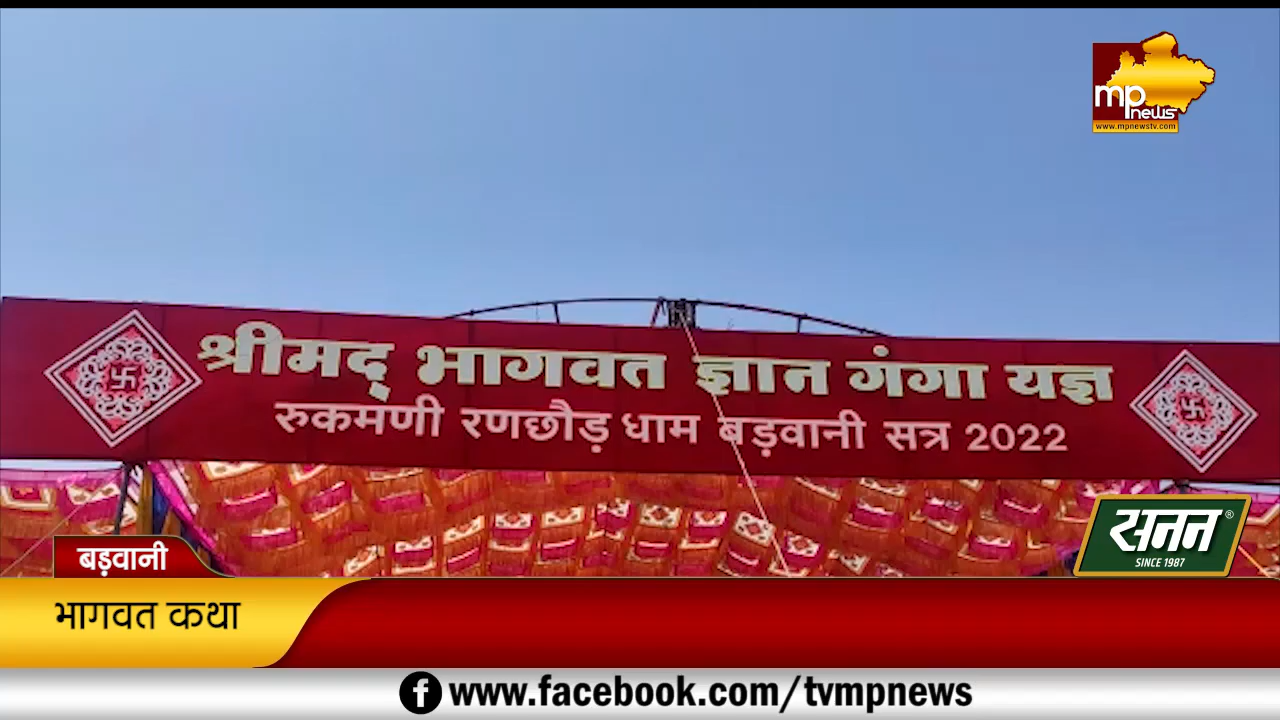 mp
news
www.mpnewstv.com
श्रीमद् भागवत ज्ञान गंगा यज्ञ
रुकमणी रणछौड़ धाम बड़वानी सत्र 2022
सनन®
SINCE 1987
बड़वानी
भागवत कथा
www.facebook.com/tvmpnews